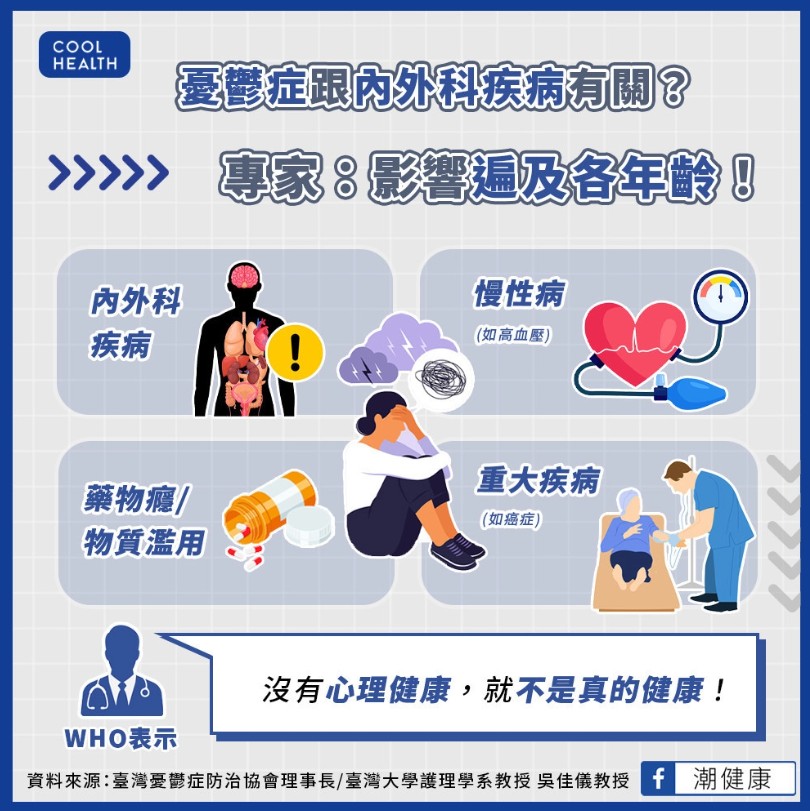 COOL
HEALTH
憂鬱症跟內外科疾病有關？
專家：影響遍及各年齡！
內外科
疾病
慢性病
(如高血壓)
藥物癮/
物質濫用
重大疾病
(如癌症)
沒有心理健康，就不是真的健康！
WHO表示
資料來源：臺灣憂鬱症防治協會理事長/臺灣大學護理學系教授 吳佳儀教授
f 潮健康